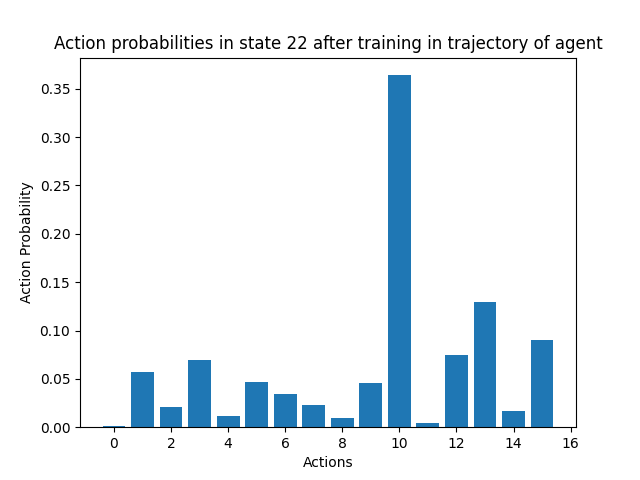 Action probabilities in state 22 after training in trajectory of agent
0.35
0.30
0.25
0.20
0.15
0.10
0.05
0.00
Action Probability
0 2 4 6 8 10 12 14 16
Actions